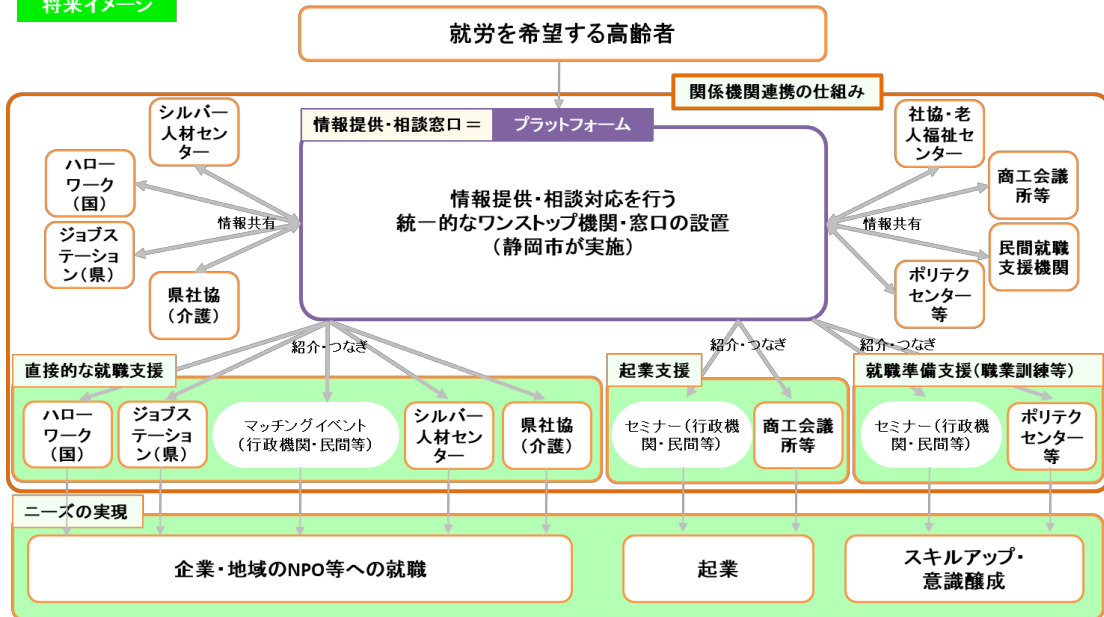 将来イメージ
就労を希望する高齢者
関係機関連携の仕組み
情報提供・相談窓口＝
プラットフォーム
シルバー
人材セン
ター
ハロー
ワーク
（国）
ジョブス
テーショ
ン（県）
県社協
（介護）
情報共有
情報提供・相談対応を行う
統一的なワンストップ機関・窓口の設置
（静岡市が実施）
社協・老
人福祉セ
ンター
商工会議
所等
情報共有
民間就職
支援機関
ポリテク
センター
等
紹介・つなぎ
紹介・つなぎ
紹介・つなぎ
直接的な就職支援
ハロー
ワーク
（国）
ジョブス
テーショ
ン（県）
マッチングイベント
（行政機関・民間等）
シルバー
人材セン
ター
県社協
（介護）
起業支援
セミナー（行政機
関・民間等）
商工会議
所等
就職準備支援（職業訓練等）
セミナー（行政機
関・民間等）
ポリテク
センター
等
ニーズの実現
企業・地域のNPO等への就職
起業
スキルアップ・
意識醸成